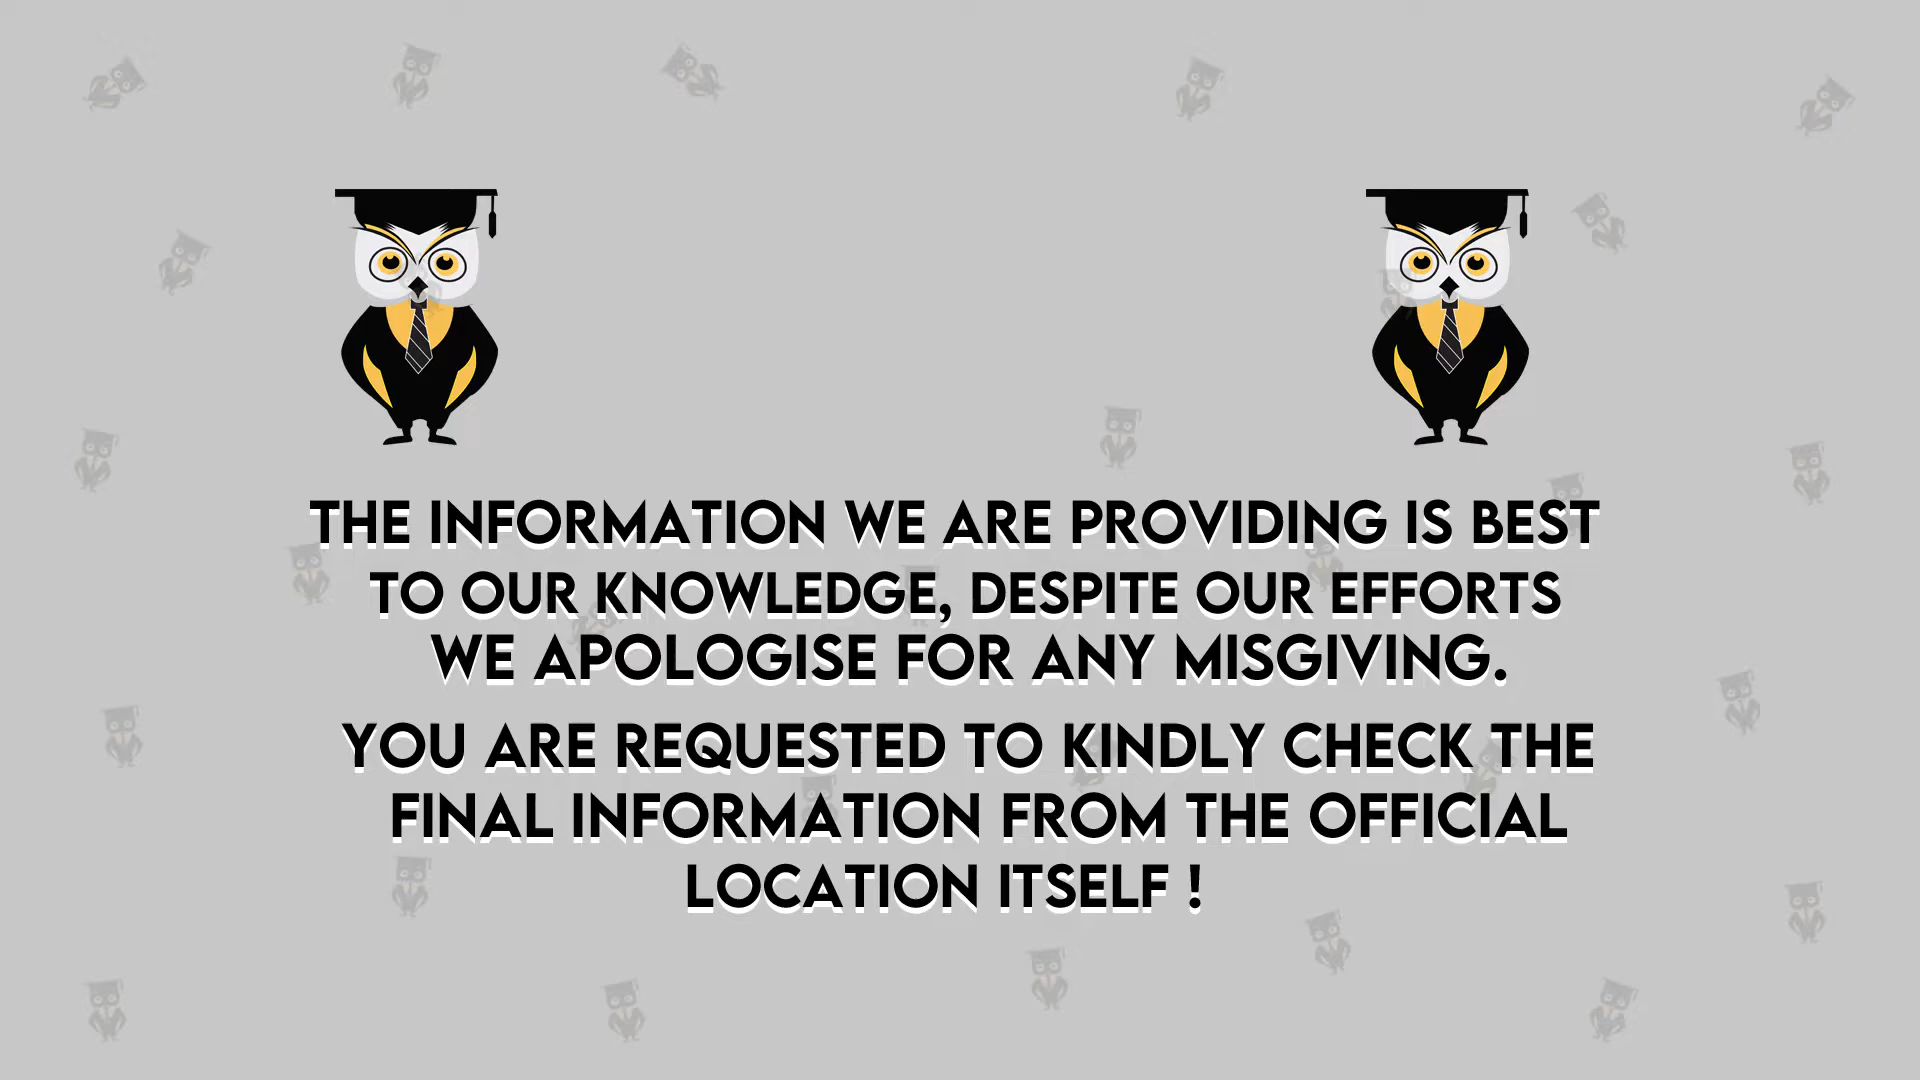 THE INFORMATION WE ARE PROVIDING IS BEST
TO OUR KNOWLEDGE, DESPITE OUR EFFORTS
WE APOLOGISE FOR ANY MISGIVING.
YOU ARE REQUESTED TO KINDLY CHECK THE
FINAL INFORMATION FROM THE OFFICIAL
LOCATION ITSELF !